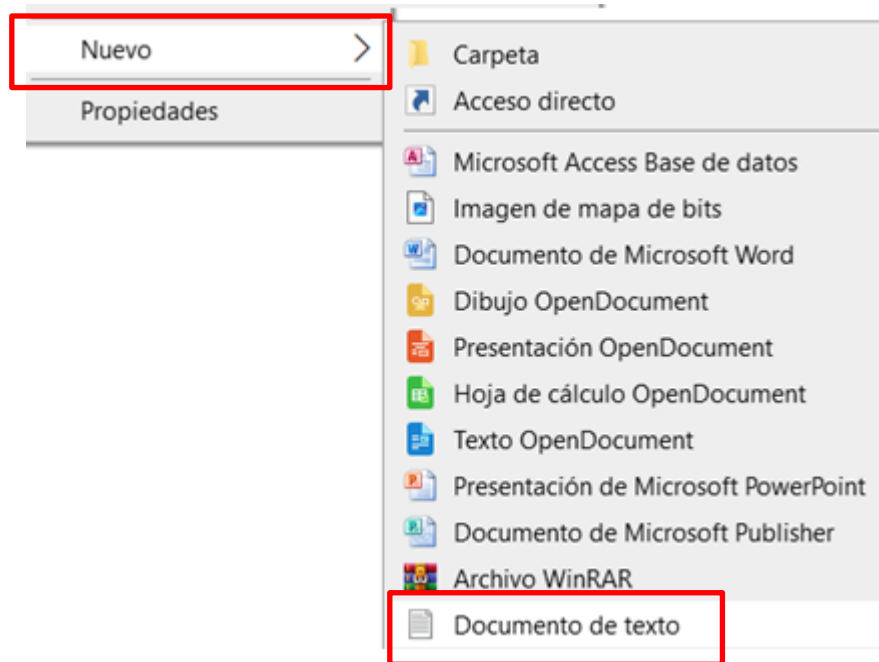 Nuevo
Propiedades
Carpeta
Acceso directo
Microsoft Access Base de datos
Imagen de mapa de bits
Documento de Microsoft Word
Dibujo OpenDocument
Presentación OpenDocument
Hoja de cálculo OpenDocument
Texto OpenDocument
Presentación de Microsoft PowerPoint
Documento de Microsoft Publisher
Archivo WinRAR
Documento de texto